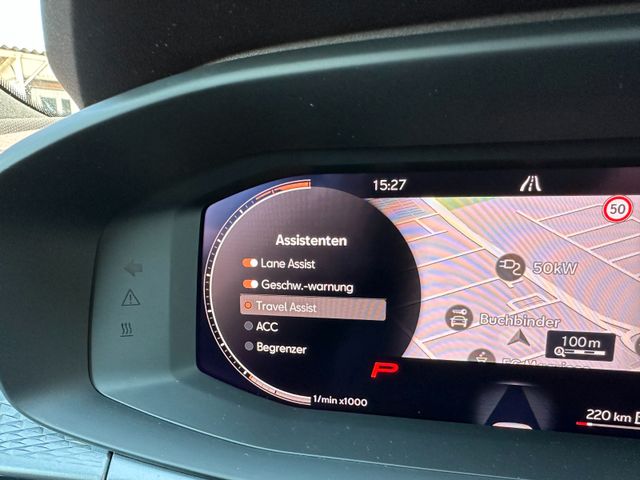 15:27
50
Assistenten
Lane Assist
Geschw.-warnung
Travel Assist
ACC
Begrenzer
50kW
Buchbinder
100 m
P
1/min x1000
220 km